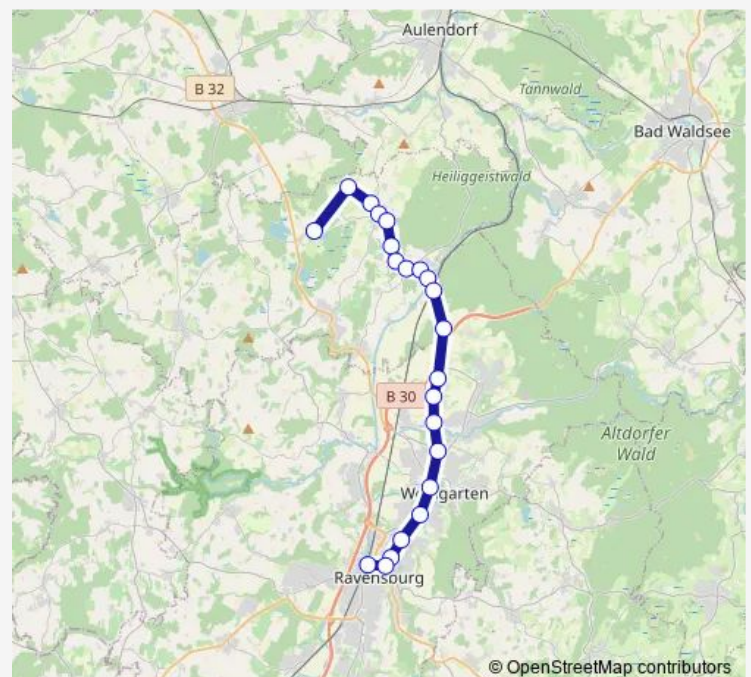 Aulendorf
B 32
Tannwald
Bad Waldsee
Heiliggeistwald
B 30
Altdorfer
Wald
Weingarten
Ravensburg
© OpenStreetMap contributors